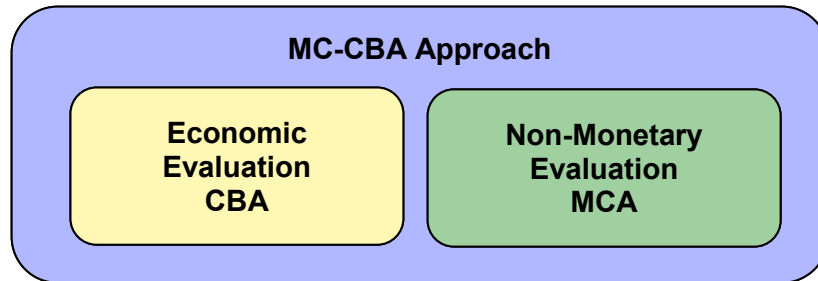 MC-CBA Approach
Economic
Evaluation
CBA
Non-Monetary
Evaluation
MCA